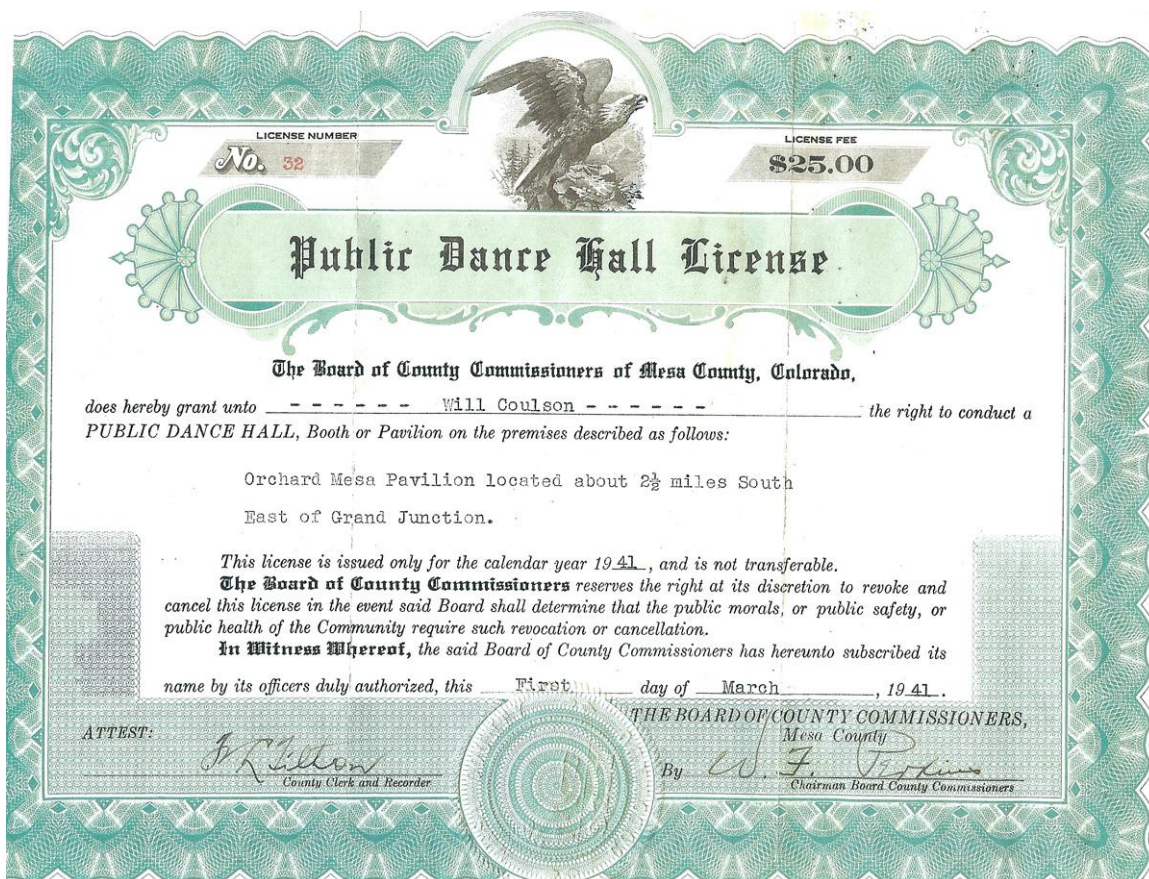 LICENSE NUMBER
No. 32
LICENSE FEE
$25.00
Public Dance Hall License
The Board of County Commissioners of Mesa County, Colorado,
does hereby grant unto - - - - - - Will Coulson - - - - - - the right to conduct a
PUBLIC DANCE HALL, Booth or Pavilion on the premises described as follows:
Orchard Mesa Pavilion located about 2½ miles South
East of Grand Junction.
This license is issued only for the calendar year 19 41 , and is not transferable.
The Board of County Commissioners reserves the right at its discretion to revoke and
cancel this license in the event said Board shall determine that the public morals, or public safety, or
public health of the Community require such revocation or cancellation.
In Witness Whereof, the said Board of County Commissioners has hereunto subscribed its
name by its officers duly authorized, this First day of March , 19 41 .
ATTEST:
THE BOARD OF COUNTY COMMISSIONERS,
Mesa County
Tilton
County Clerk and Recorder
By W. F. Perkins
Chairman Board County Commissioners